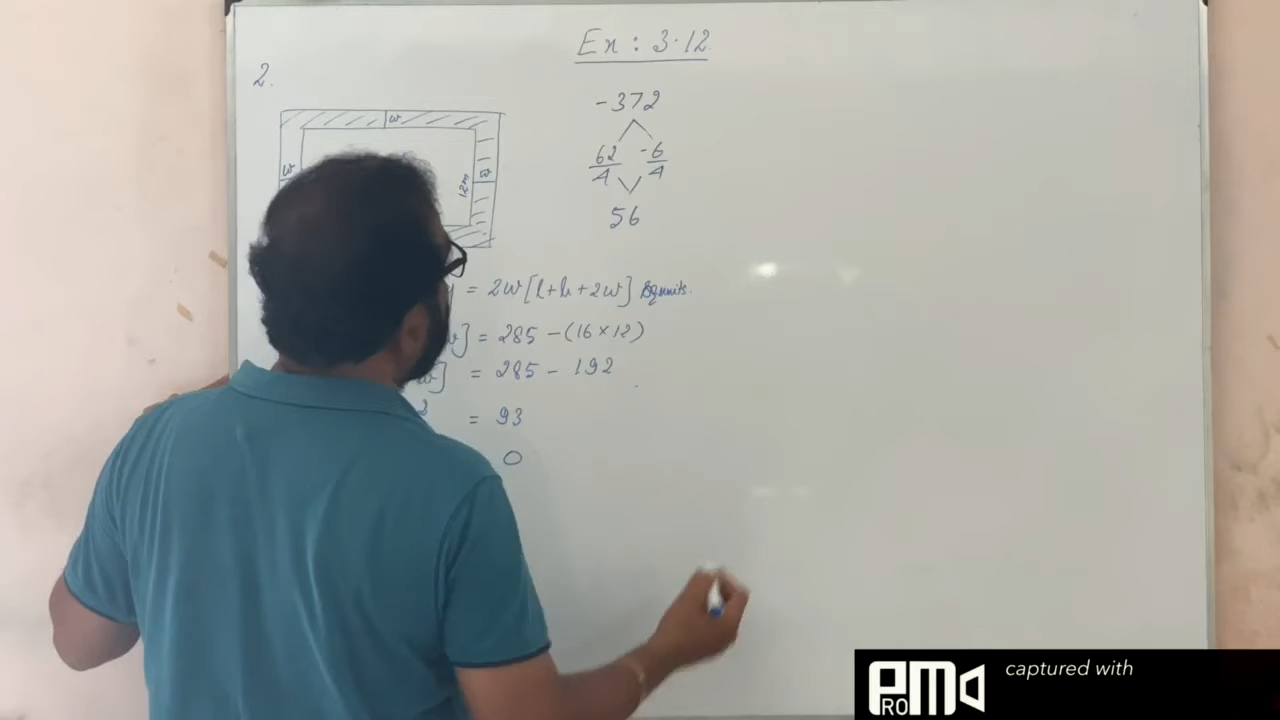 Ex : 3.12
2.
-372
w
62/4 -6/4
w
12m
w
56
= 2w[l+b+2w] Sq units.
] = 285 - (16 × 12)
] = 285 - 192
= 93
0
captured with
PRO